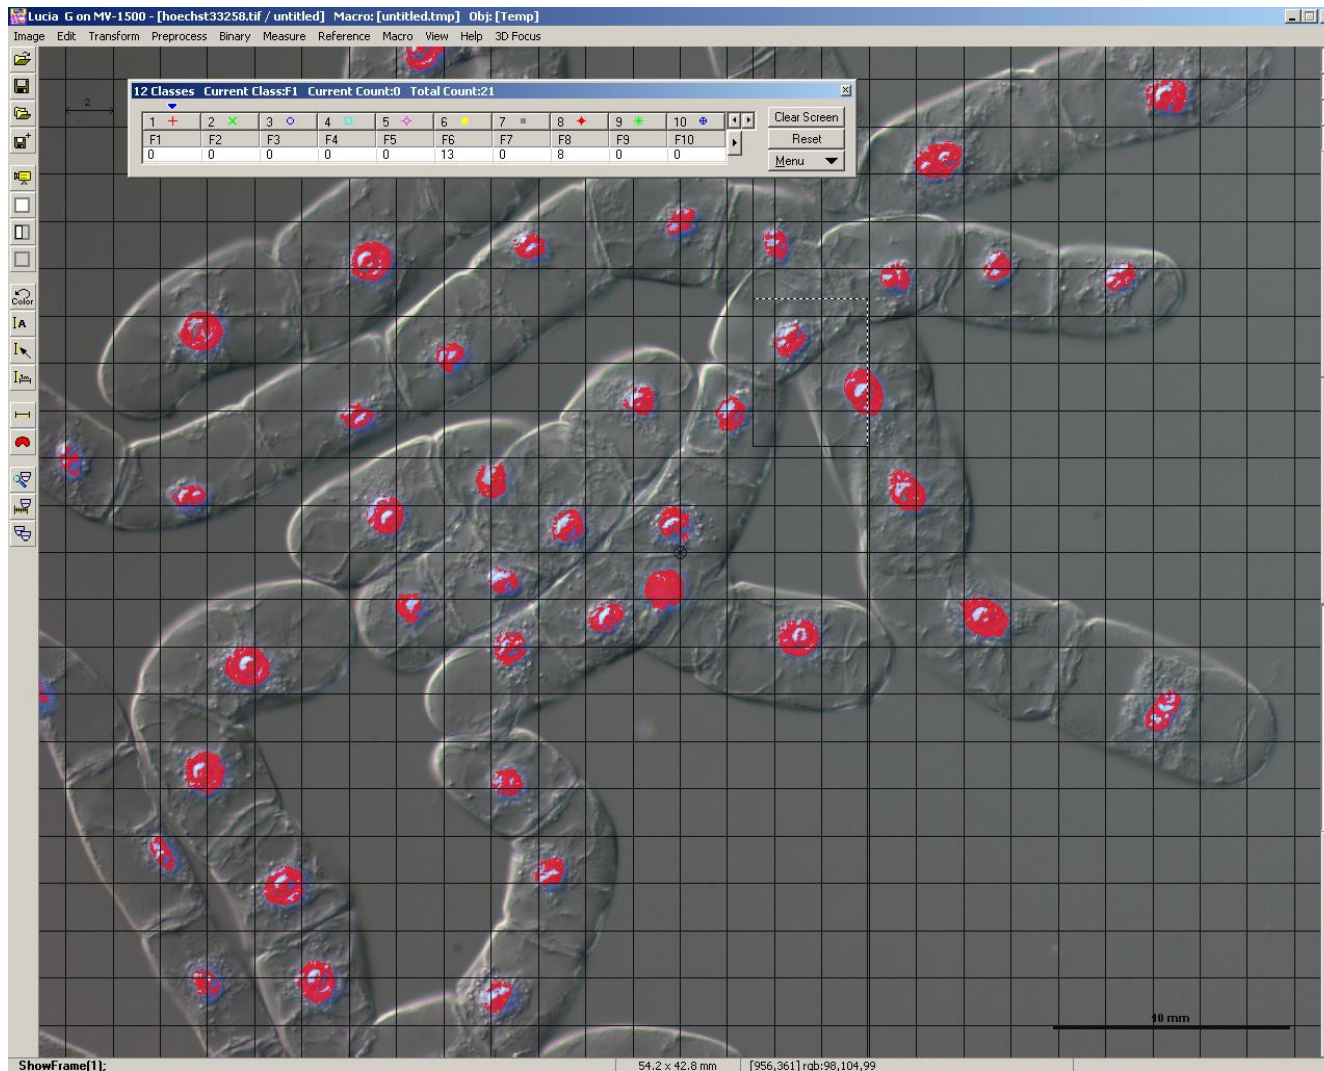 Lucia G on MV-1500 - [hoechst33258.tif / untitled] Macro: [untitled.tmp] Obj: [Temp]
Image Edit Transform Preprocess Binary Measure Reference Macro View Help 3D Focus
12 Classes Current Class:F1 Current Count:0 Total Count:21
1 2 3 4 5 6 7 8 9 10
F1 F2 F3 F4 F5 F6 F7 F8 F9 F10
0 0 0 0 0 13 0 8 0 0
Clear Screen
Reset
Menu
2
Color
A
10 mm
ShowFrame(1); 54.2 x 42.8 mm [956,361] rgb:98,104,99